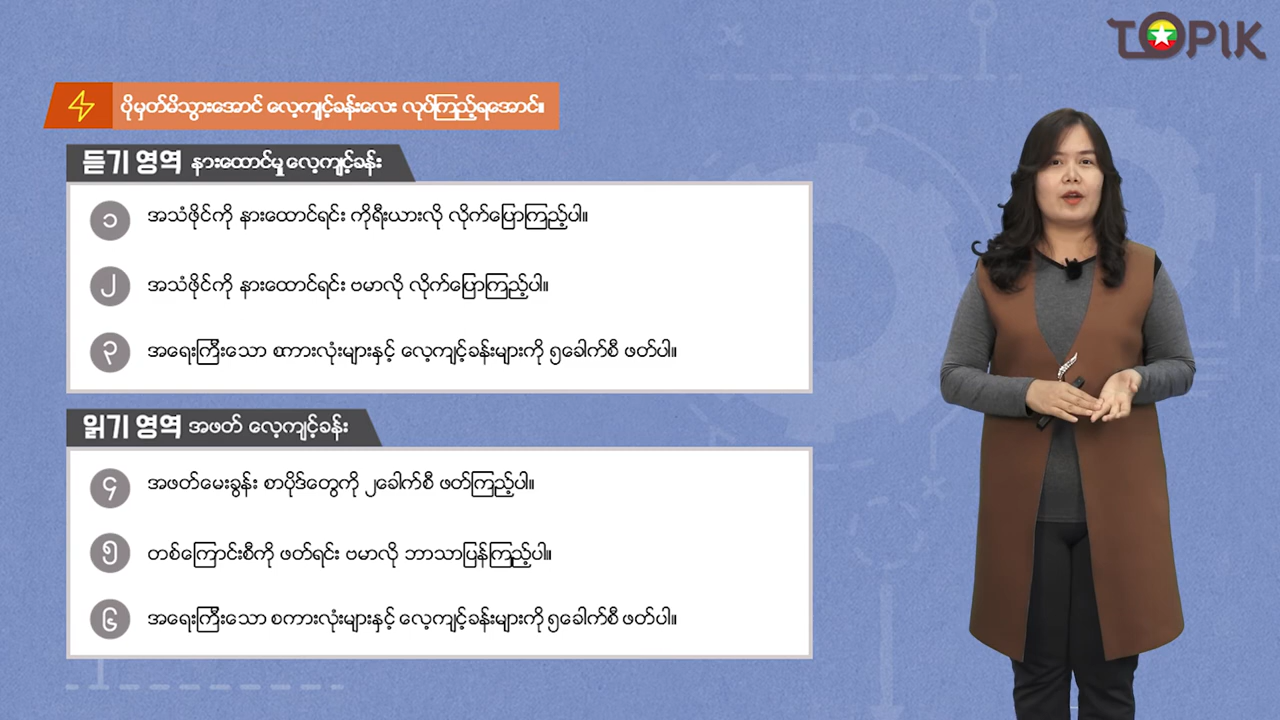 TOPIK
ပိုမှတ်မိသွားအောင် လေ့ကျင့်ခန်းလေး လုပ်ကြည့်ရအောင်။
듣기 영역 နားထောင်မှု လေ့ကျင့်ခန်း
၁ အသံဖိုင်ကို နားထောင်ရင်း ကိုရီးယားလို လိုက်ပြောကြည့်ပါ။
၂ အသံဖိုင်ကို နားထောင်ရင်း ဗမာလို လိုက်ပြောကြည့်ပါ။
၃ အရေးကြီးသော စကားလုံးများနှင့် လေ့ကျင့်ခန်းများကို ၅ခေါက်စီ ဖတ်ပါ။
읽기 영역 အဖတ် လေ့ကျင့်ခန်း
၄ အဖတ်မေးခွန်း စာပိုဒ်တွေကို ၂ခေါက်စီ ဖတ်ကြည့်ပါ။
၅ တစ်ကြောင်းစီကို ဖတ်ရင်း ဗမာလို ဘာသာပြန်ကြည့်ပါ။
၆ အရေးကြီးသော စကားလုံးများနှင့် လေ့ကျင့်ခန်းများကို ၅ခေါက်စီ ဖတ်ပါ။